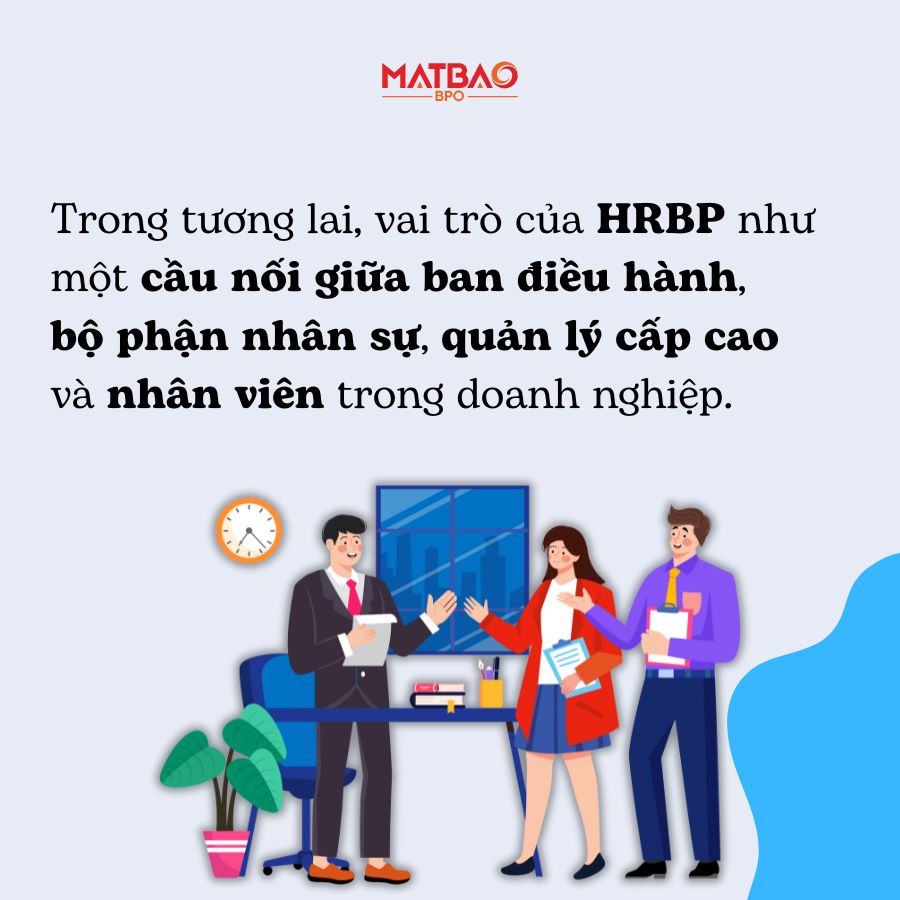 MATBAO
BPO
Trong tương lai, vai trò của HRBP như
một cầu nối giữa ban điều hành,
bộ phận nhân sự, quản lý cấp cao
và nhân viên trong doanh nghiệp.